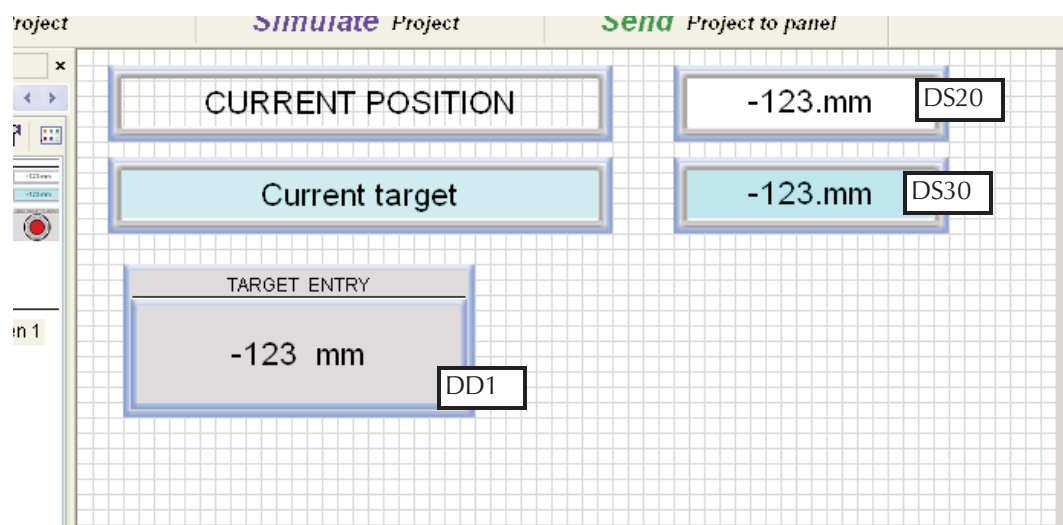 roject Simulate Project Send Project to panel
CURRENT POSITION -123.mm DS20
Current target -123.mm DS30
TARGET ENTRY
en 1
-123 mm
DD1